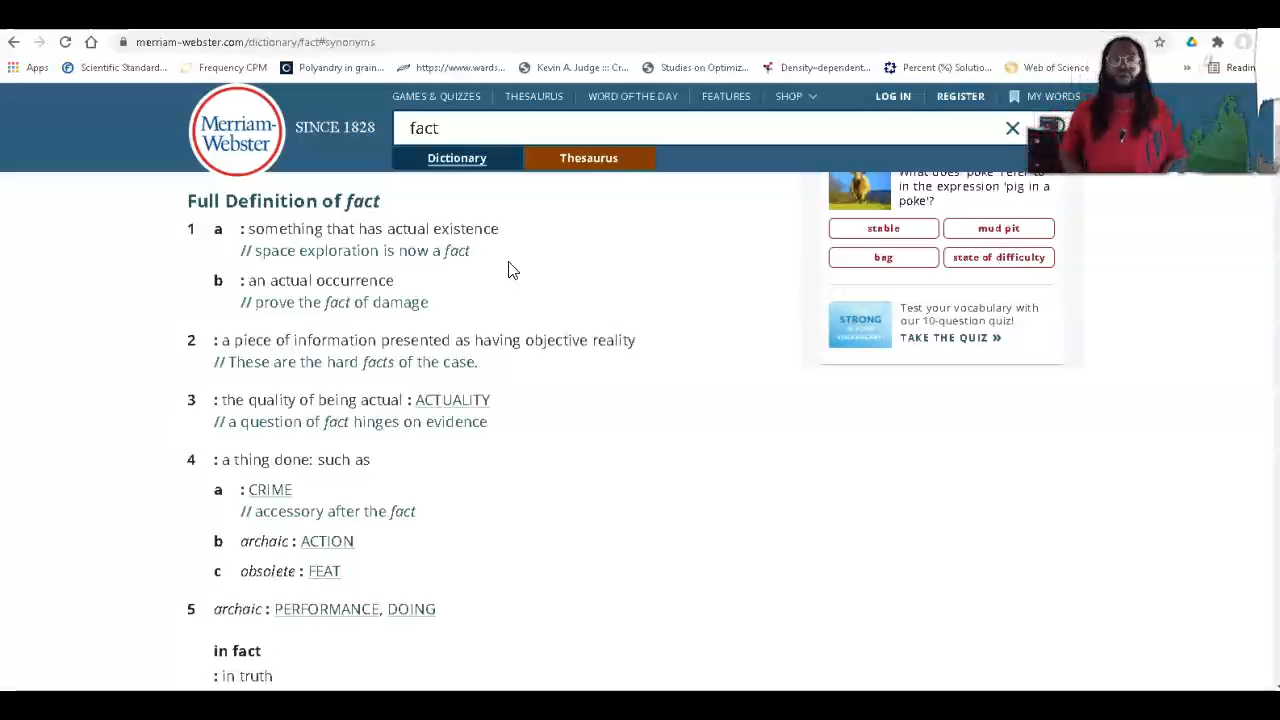 merriam-webster.com/dictionary/fact#synonyms
Apps Scientific Standard... Frequency CPM Polyandry in grain... https://www.wards... Kevin A. Judge ::: Cr... Studies on Optimiz... Density-dependent... Percent (%) Solutio... Web of Science » Readin
GAMES & QUIZZES THESAURUS WORD OF THE DAY FEATURES SHOP LOG IN REGISTER MY WORDS
Merriam-
Webster
SINCE 1828
fact
Dictionary Thesaurus
What does 'poke' refer to
in the expression 'pig in a
poke'?
stable mud pit
bag state of difficulty
STRONG
Test your vocabulary with
our 10-question quiz!
TAKE THE QUIZ »
Full Definition of fact
1 a : something that has actual existence
// space exploration is now a fact
b : an actual occurrence
// prove the fact of damage
2 : a piece of information presented as having objective reality
// These are the hard facts of the case.
3 : the quality of being actual : ACTUALITY
// a question of fact hinges on evidence
4 : a thing done: such as
a : CRIME
// accessory after the fact
b archaic : ACTION
c obsolete : FEAT
5 archaic : PERFORMANCE, DOING
in fact
: in truth